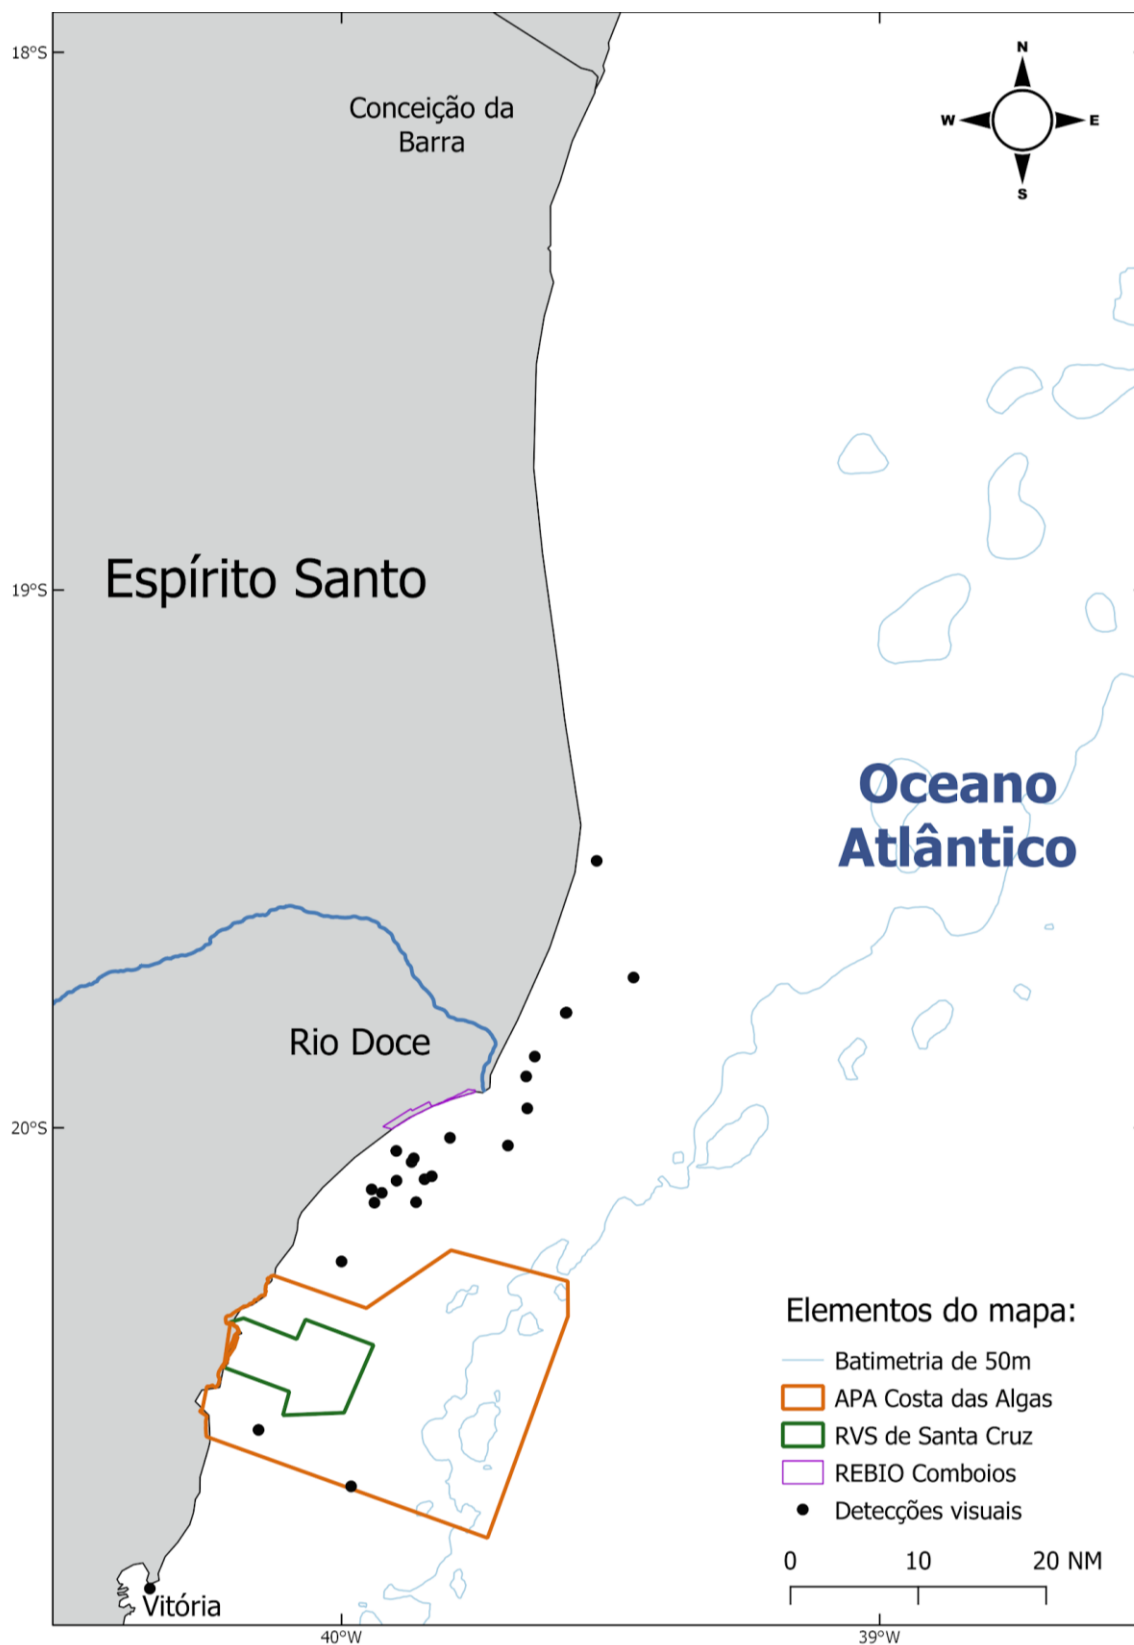 18°S
Conceição da
Barra
N
W
E
S
Espírito Santo
19°S
Oceano
Atlântico
Rio Doce
20°S
Elementos do mapa:
Batimetria de 50m
APA Costa das Algas
RVS de Santa Cruz
REBIO Comboios
Detecções visuais
0 10 20 NM
Vitória
40°W
39°W